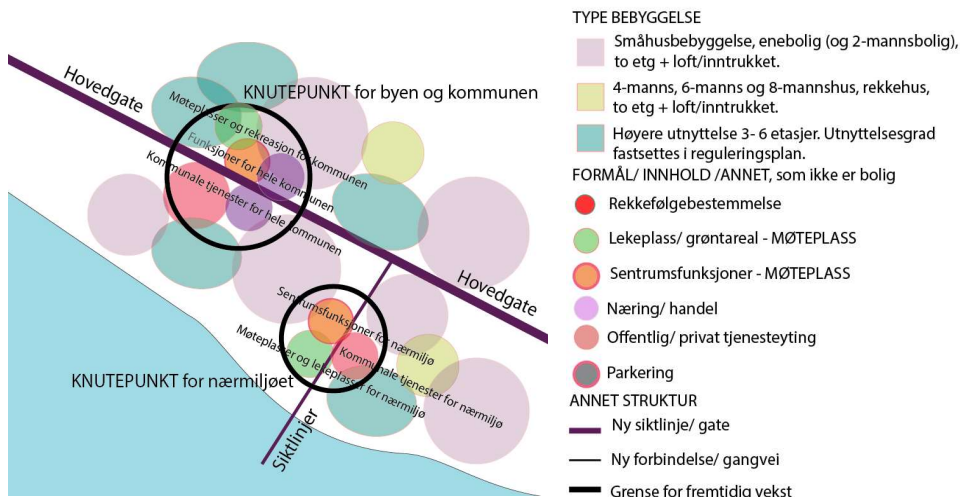 Hovedgate
KNUTEPUNKT for byen og kommunen
Møteplasser og rekreasjon for kommunen
Funksjoner for hele kommunen
Kommunale tjenester for hele kommunen
Hovedgate
Sentrumsfunksjoner for nærmiljø
Møteplasser og lekeplasser for nærmiljø
Kommunale tjenester for nærmiljø
KNUTEPUNKT for nærmiljøet
Siktlinjer
TYPE BEBYGGELSE
Småhusbebyggelse, enebolig (og 2-mannsbolig),
to etg + loft/inntrukket.
4-manns, 6-manns og 8-mannshus, rekkehus,
to etg + loft/inntrukket.
Høyere utnyttelse 3- 6 etasjer. Utnyttelsesgrad
fastsettes i reguleringsplan.
FORMÅL/ INNHOLD /ANNET, som ikke er bolig
Rekkefølgebestemmelse
Lekeplass/ grøntareal - MØTEPLASS
Sentrumsfunksjoner - MØTEPLASS
Næring/ handel
Offentlig/ privat tjenesteyting
Parkering
ANNET STRUKTUR
Ny siktlinje/ gate
Ny forbindelse/ gangvei
Grense for fremtidig vekst